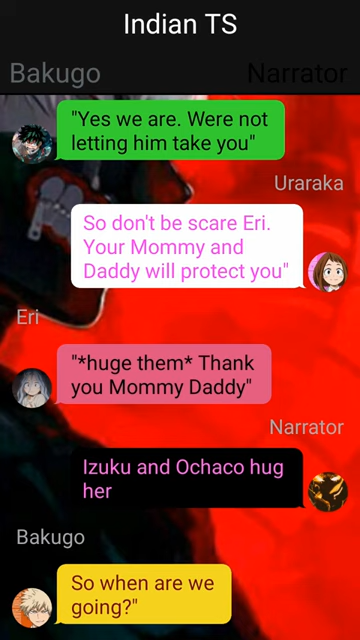 Indian TS
Bakugo
Narrator
"Yes we are. Were not
letting him take you"
Uraraka
So don't be scare Eri.
Your Mommy and
Daddy will protect you"
Eri
"*huge them* Thank
you Mommy Daddy"
Narrator
Izuku and Ochaco hug
her
Bakugo
So when are we
going?"